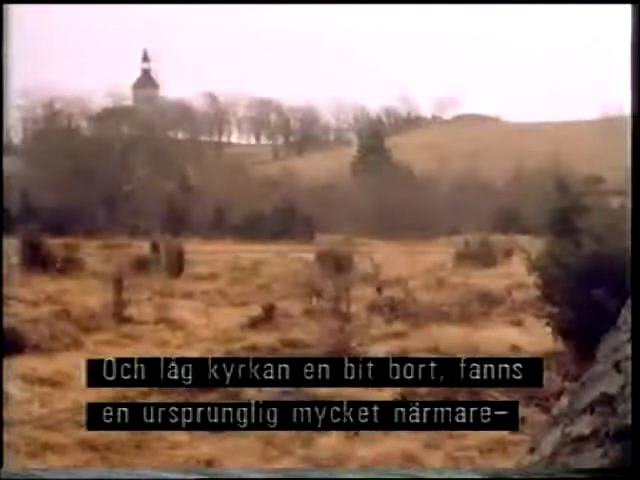 Och låg kyrkan en bit bort, fanns
en ursprunglig mycket närmare-